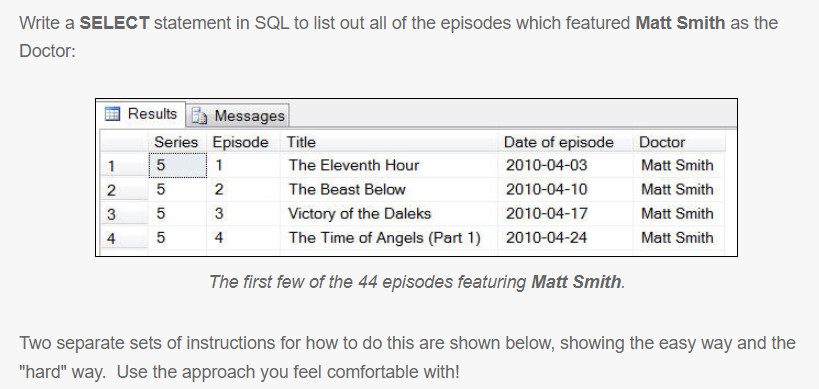 Write a SELECT statement in SQL to list out all of the episodes which featured Matt Smith as the
Doctor:
Results Messages
Series Episode Title Date of episode Doctor
1 5 1 The Eleventh Hour 2010-04-03 Matt Smith
2 5 2 The Beast Below 2010-04-10 Matt Smith
3 5 3 Victory of the Daleks 2010-04-17 Matt Smith
4 5 4 The Time of Angels (Part 1) 2010-04-24 Matt Smith
The first few of the 44 episodes featuring Matt Smith.
Two separate sets of instructions for how to do this are shown below, showing the easy way and the
"hard" way.  Use the approach you feel comfortable with!